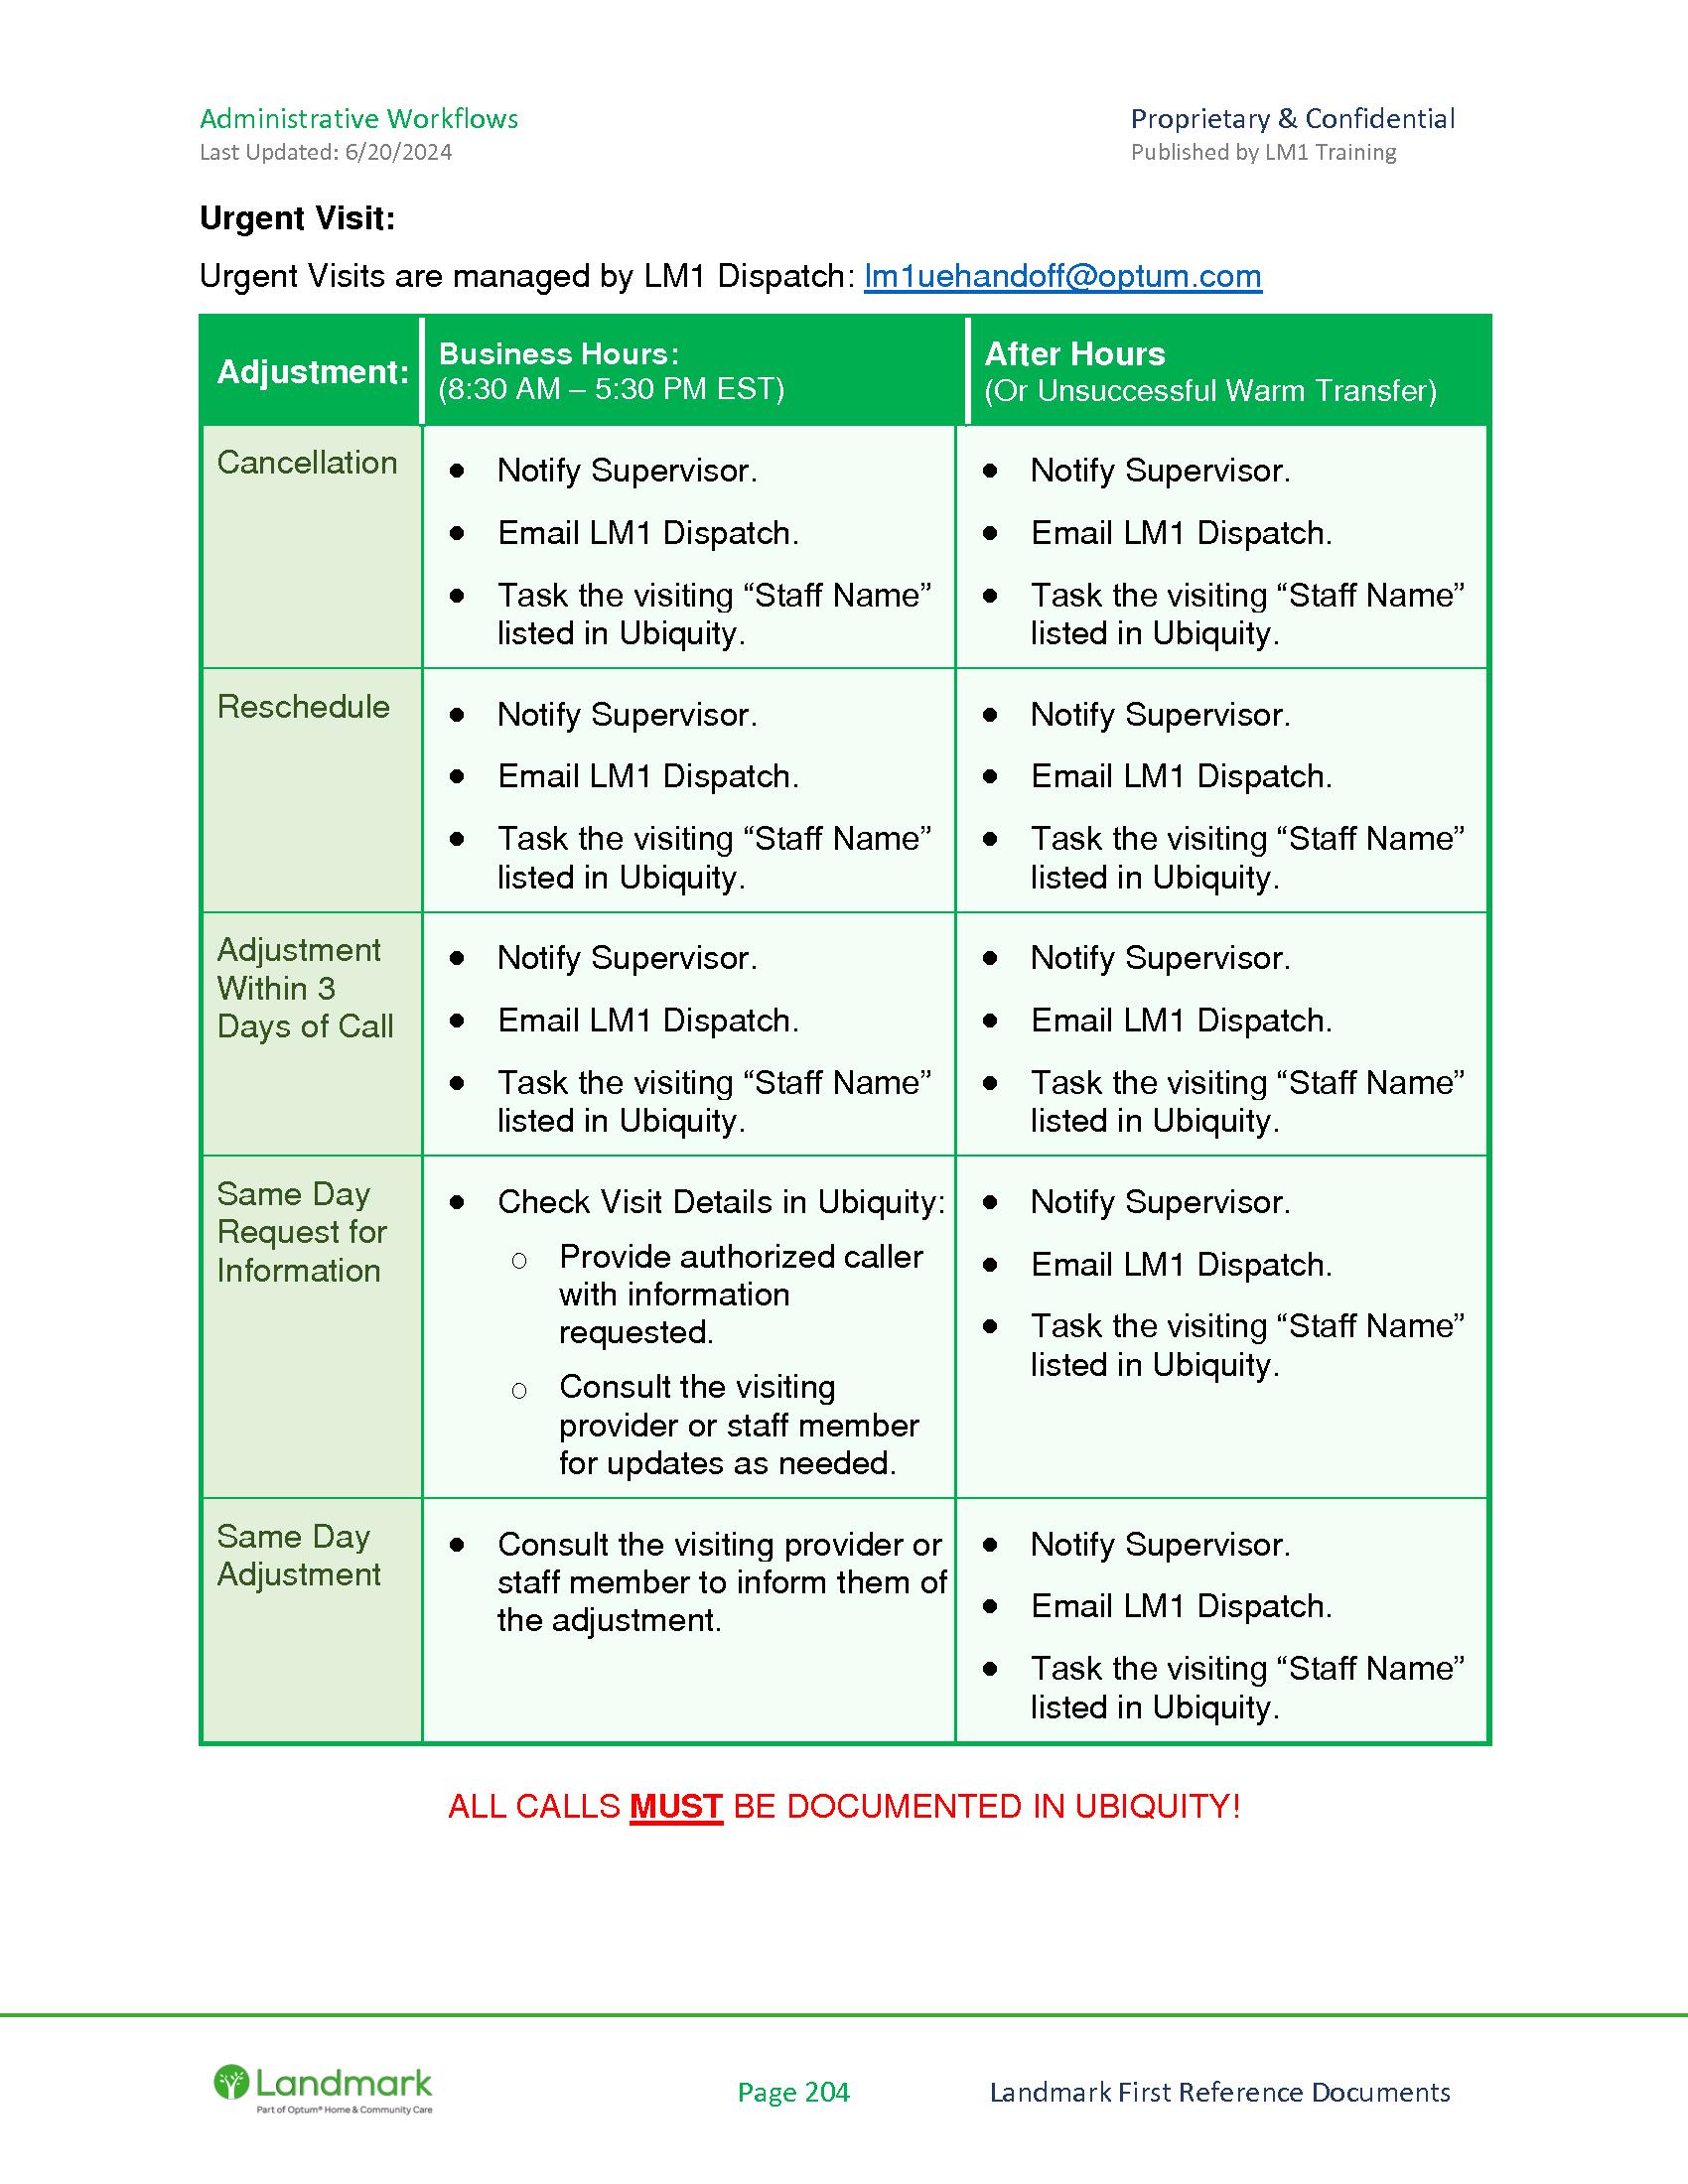 Administrative Workflows
Proprietary & Confidential
Last Updated: 6/20/2024
Published by LM1 Training
Urgent Visit:
Urgent Visits are managed by LM1 Dispatch: lm1uehandoff@optum.com
Adjustment:
Business Hours:
(8:30 AM – 5:30 PM EST)
After Hours
(Or Unsuccessful Warm Transfer)
Cancellation
• Notify Supervisor.
• Email LM1 Dispatch.
• Task the visiting “Staff Name”
listed in Ubiquity.
• Notify Supervisor.
• Email LM1 Dispatch.
• Task the visiting “Staff Name”
listed in Ubiquity.
Reschedule
• Notify Supervisor.
• Email LM1 Dispatch.
• Task the visiting “Staff Name”
listed in Ubiquity.
• Notify Supervisor.
• Email LM1 Dispatch.
• Task the visiting “Staff Name”
listed in Ubiquity.
Adjustment
Within 3
Days of Call
• Notify Supervisor.
• Email LM1 Dispatch.
• Task the visiting “Staff Name”
listed in Ubiquity.
• Notify Supervisor.
• Email LM1 Dispatch.
• Task the visiting “Staff Name”
listed in Ubiquity.
Same Day
Request for
Information
• Check Visit Details in Ubiquity:
o Provide authorized caller
with information
requested.
o Consult the visiting
provider or staff member
for updates as needed.
• Notify Supervisor.
• Email LM1 Dispatch.
• Task the visiting “Staff Name”
listed in Ubiquity.
Same Day
Adjustment
• Consult the visiting provider or
staff member to inform them of
the adjustment.
• Notify Supervisor.
• Email LM1 Dispatch.
• Task the visiting “Staff Name”
listed in Ubiquity.
ALL CALLS MUST BE DOCUMENTED IN UBIQUITY!
Landmark
Part of Optum® Home & Community Care
Page 204
Landmark First Reference Documents